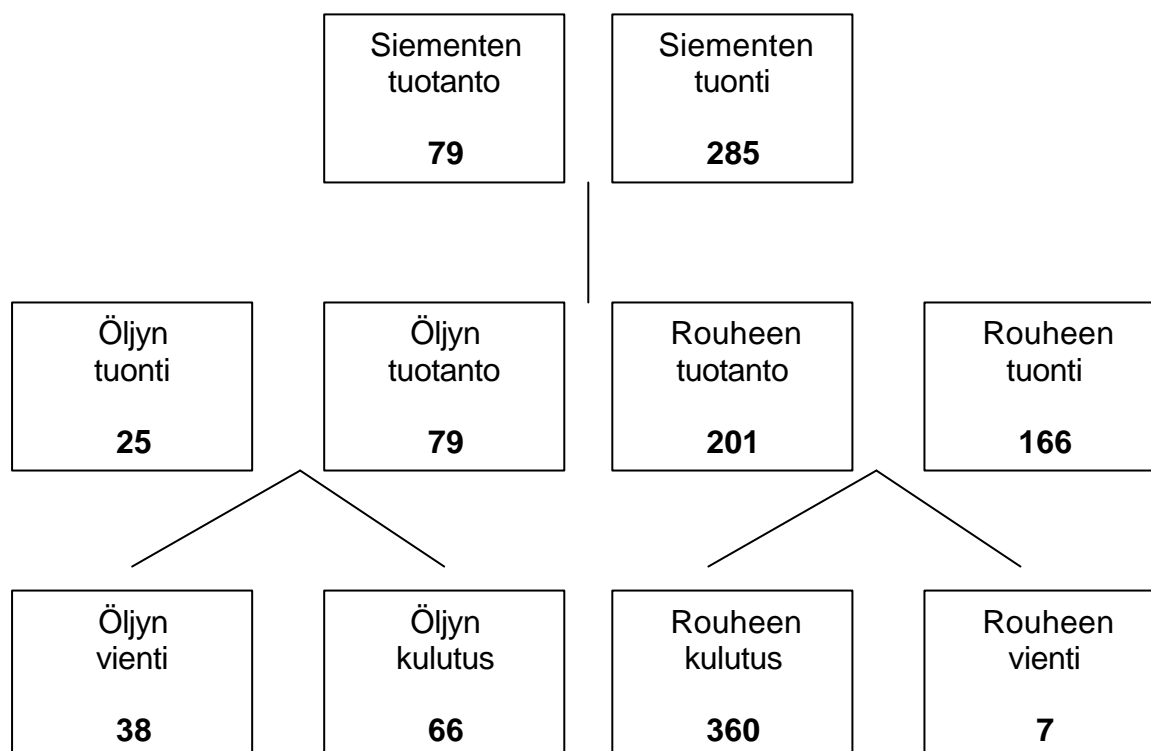 Siementen
tuotanto
79
Siementen
tuonti
285
Öljyn
tuonti
25
Öljyn
tuotanto
79
Rouheen
tuotanto
201
Rouheen
tuonti
166
Öljyn
vienti
38
Öljyn
kulutus
66
Rouheen
kulutus
360
Rouheen
vienti
7